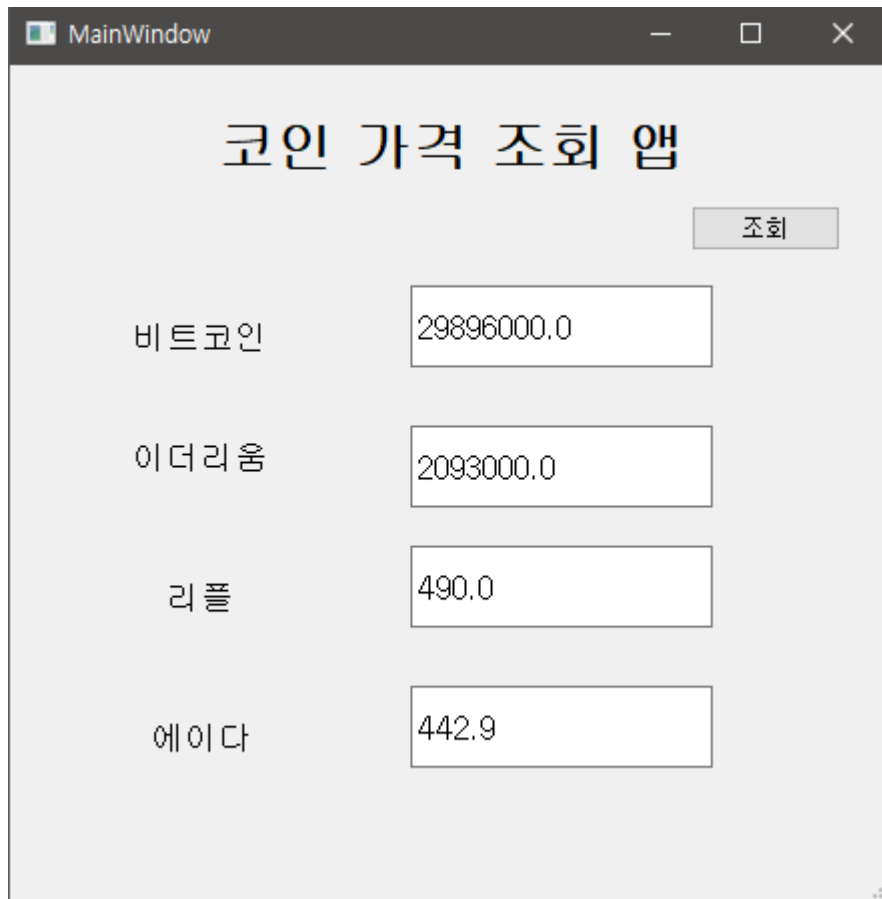 MainWindow
코인 가격 조회 앱
조회
비트코인 29896000.0
이더리움 2093000.0
리플 490.0
에이다 442.9